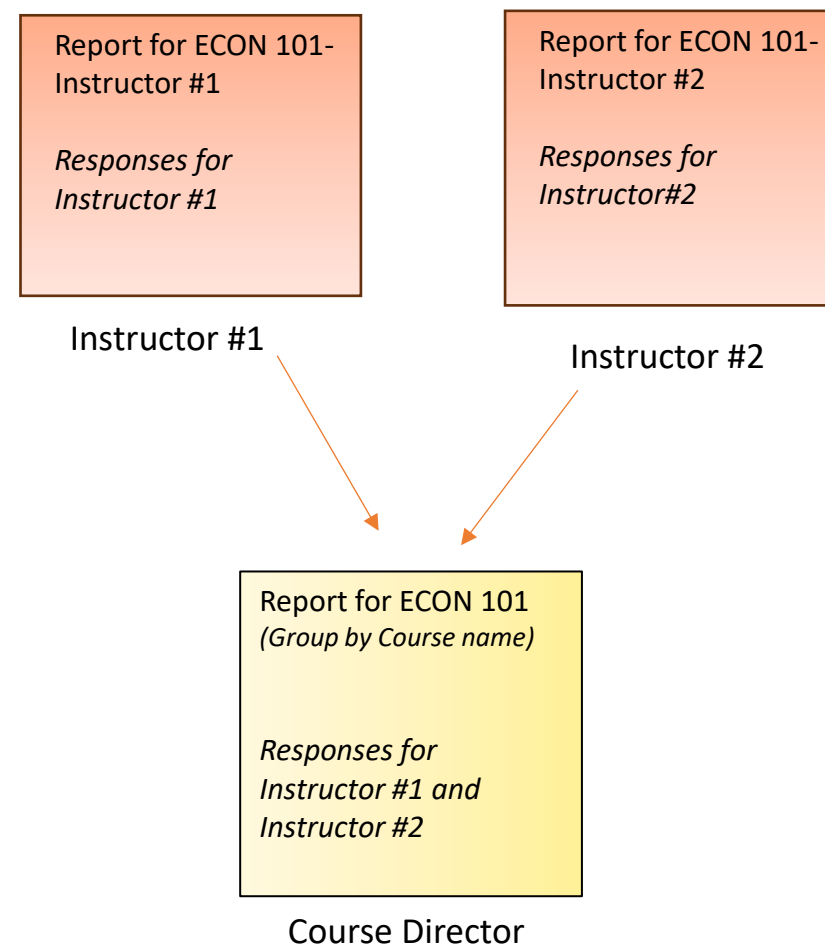 Report for ECON 101-
Instructor #1
Responses for
Instructor #1
Instructor #1
Report for ECON 101-
Instructor #2
Responses for
Instructor#2
Instructor #2
Report for ECON 101
(Group by Course name)
Responses for
Instructor #1 and
Instructor #2
Course Director